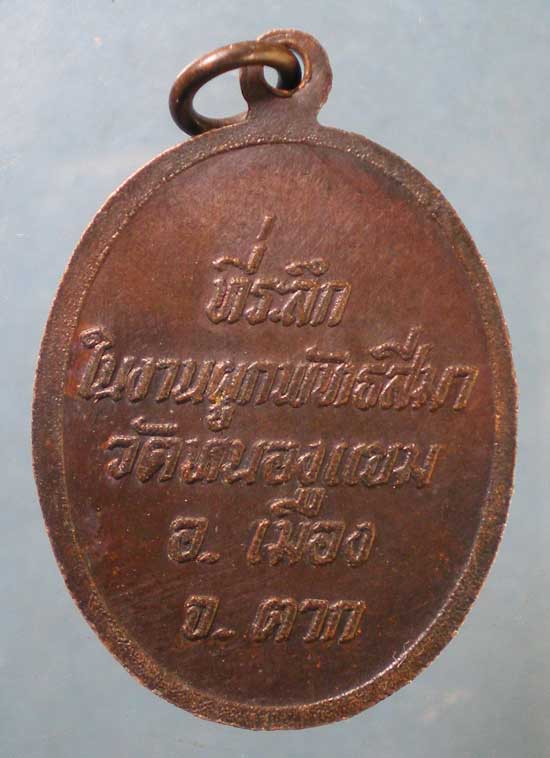 ที่ระลึก
ในงานผูกพัทธสีมา
วัดหนองแขม
อ. เมือง
จ. ตาก